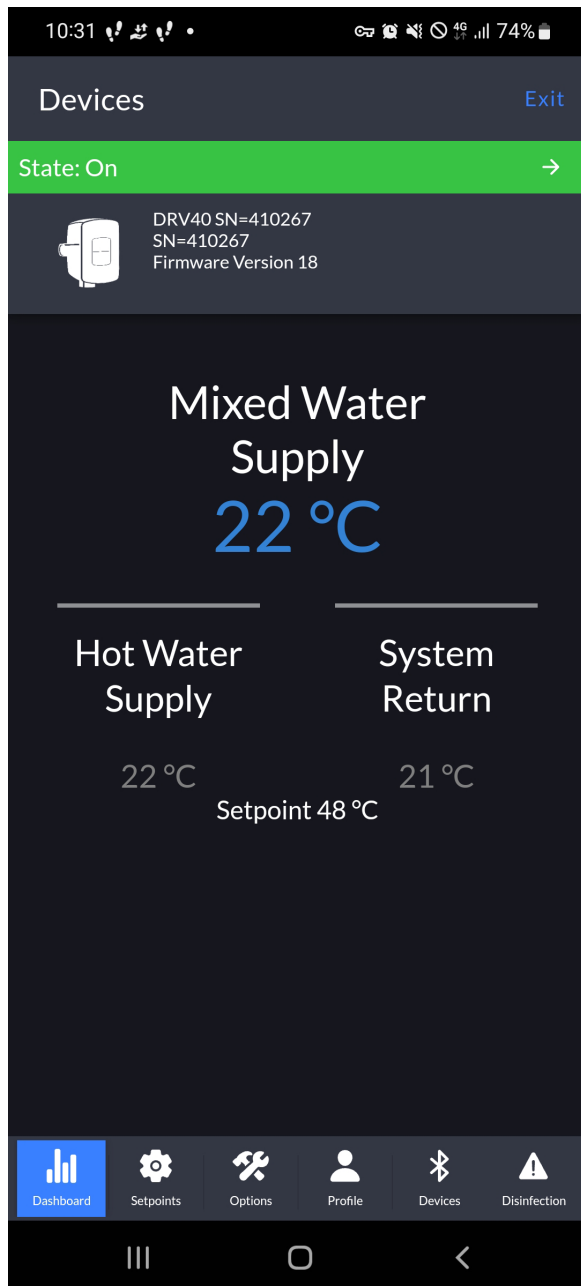 10:31
4G
74%
Devices
Exit
State: On
DRV40 SN=410267
SN=410267
Firmware Version 18
Mixed Water
Supply
22 °C
Hot Water
Supply
System
Return
22 °C
21 °C
Setpoint 48 °C
Dashboard
Setpoints
Options
Profile
Devices
Disinfection